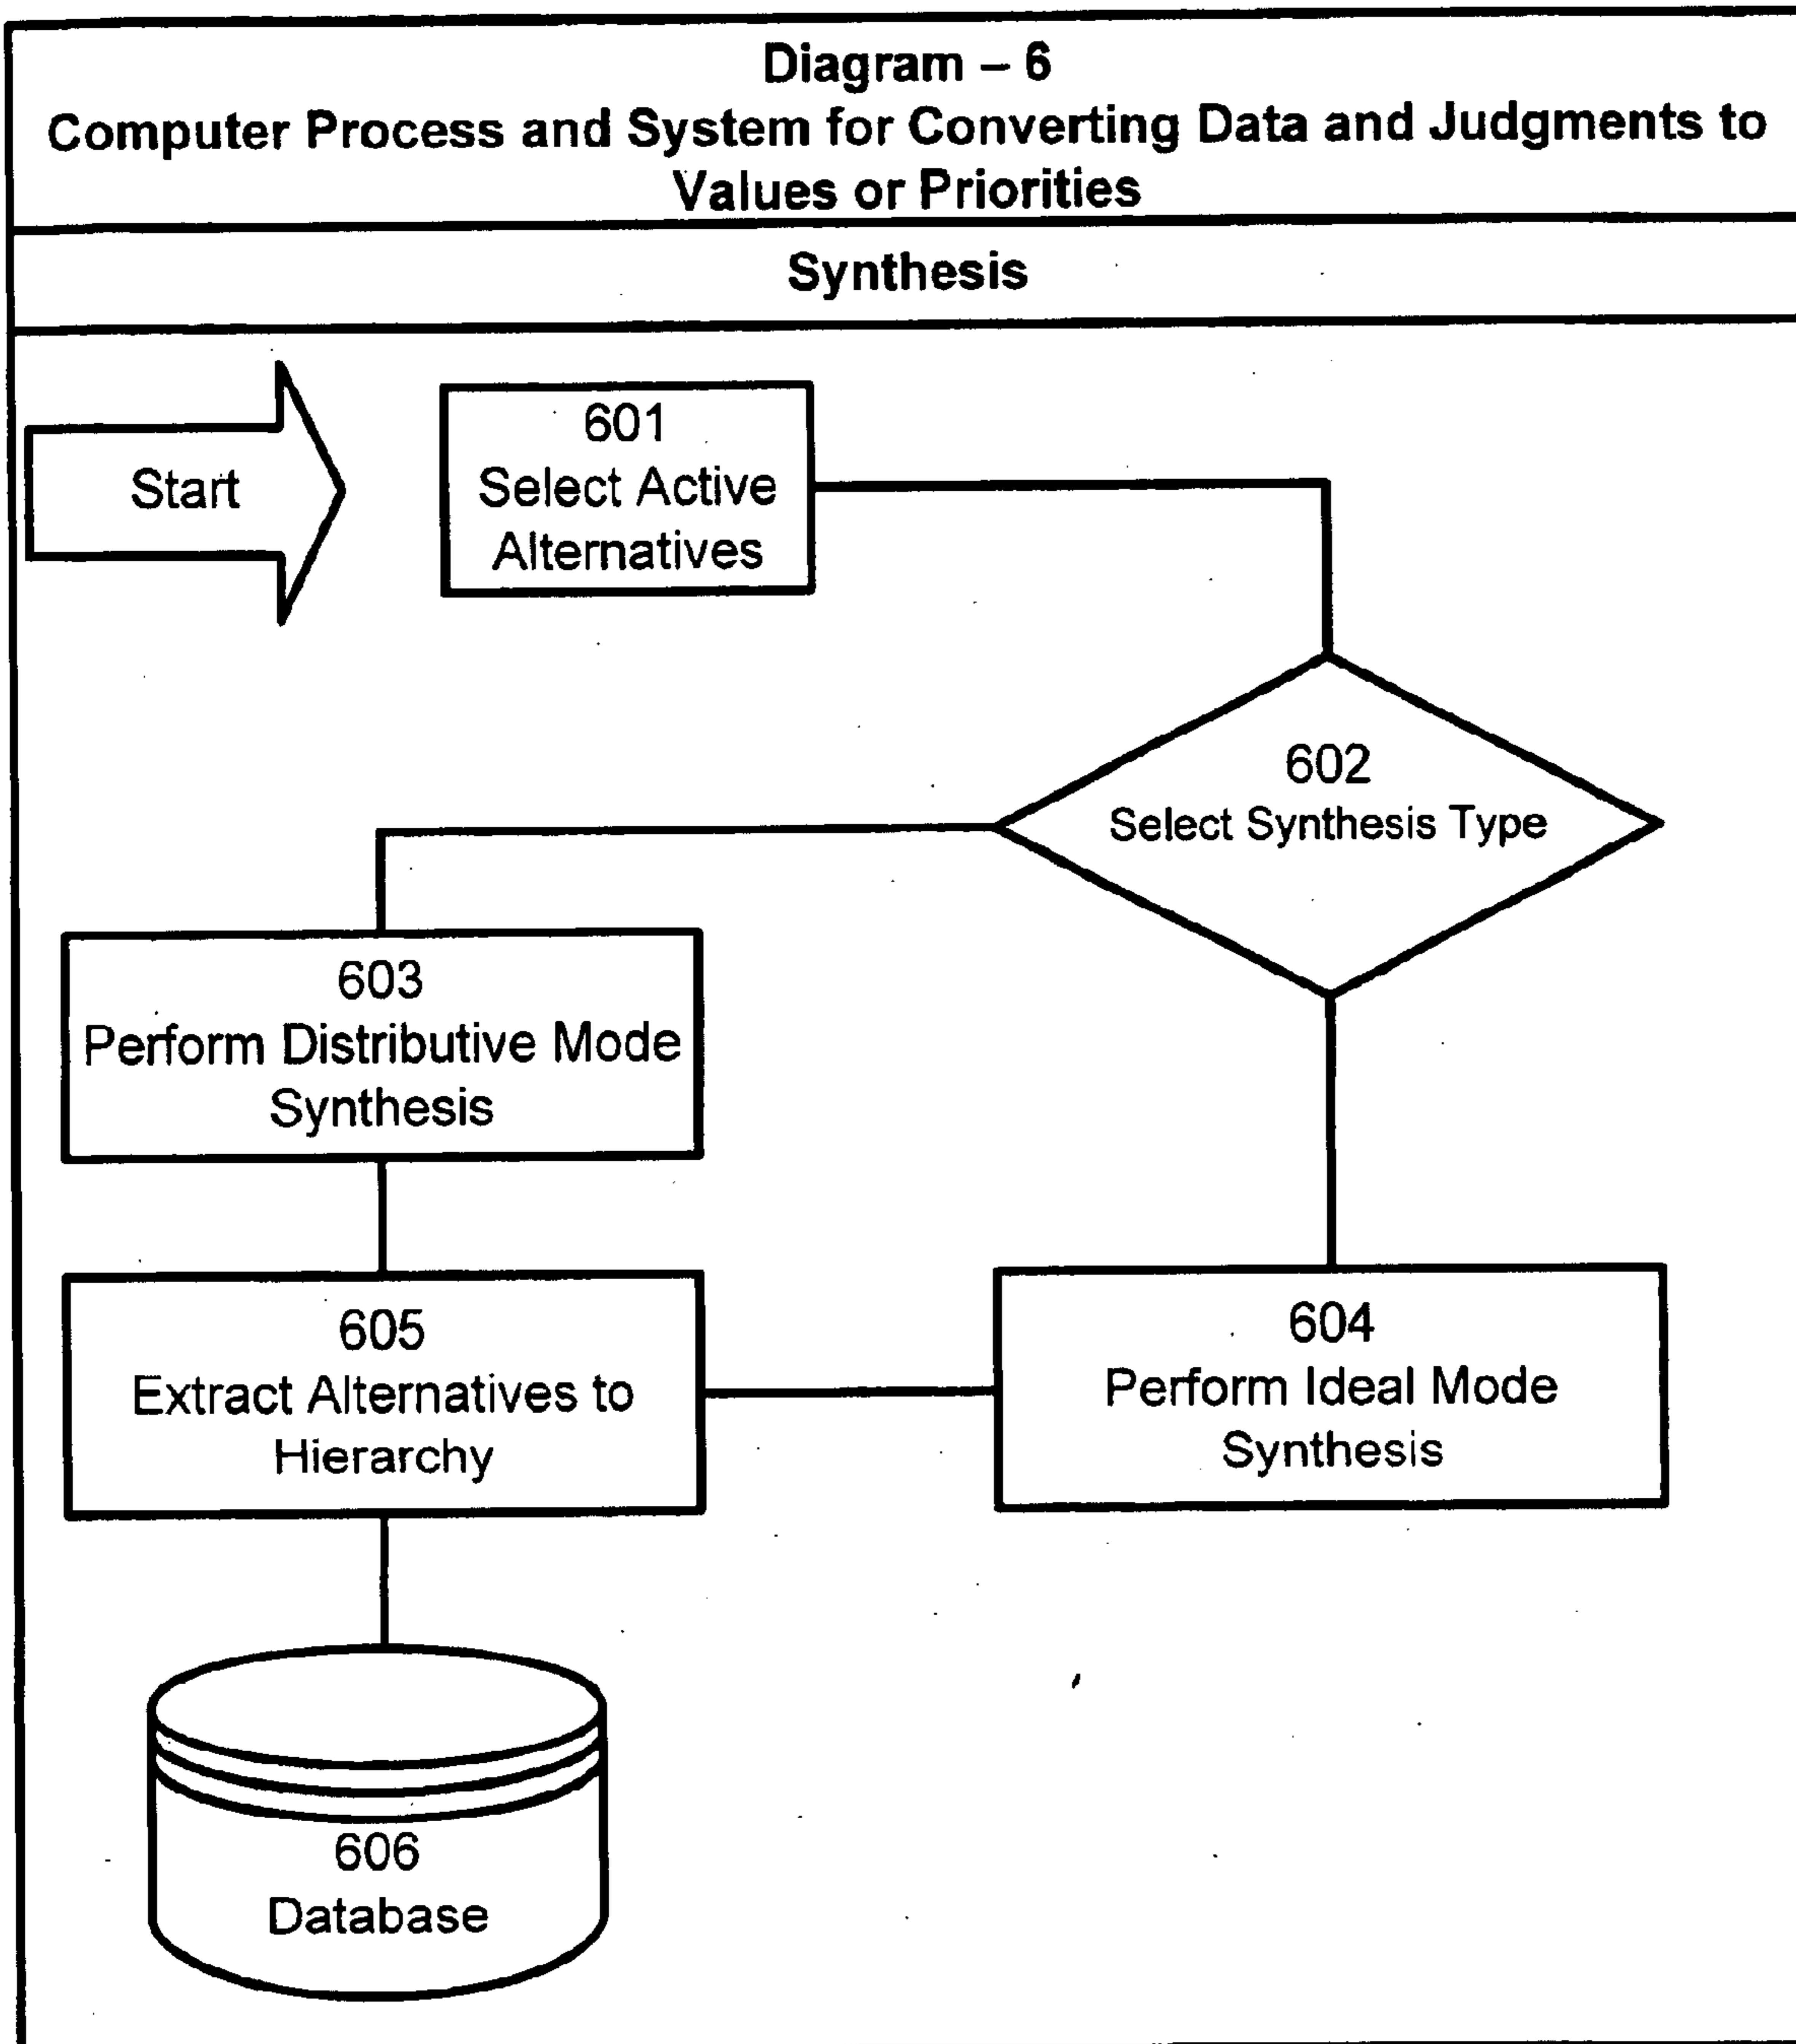 Diagram – 6
Computer Process and System for Converting Data and Judgments to
Values or Priorities
Synthesis
Start
601
Select Active
Alternatives
602
Select Synthesis Type
603
Perform Distributive Mode
Synthesis
605
Extract Alternatives to
Hierarchy
604
Perform Ideal Mode
Synthesis
606
Database